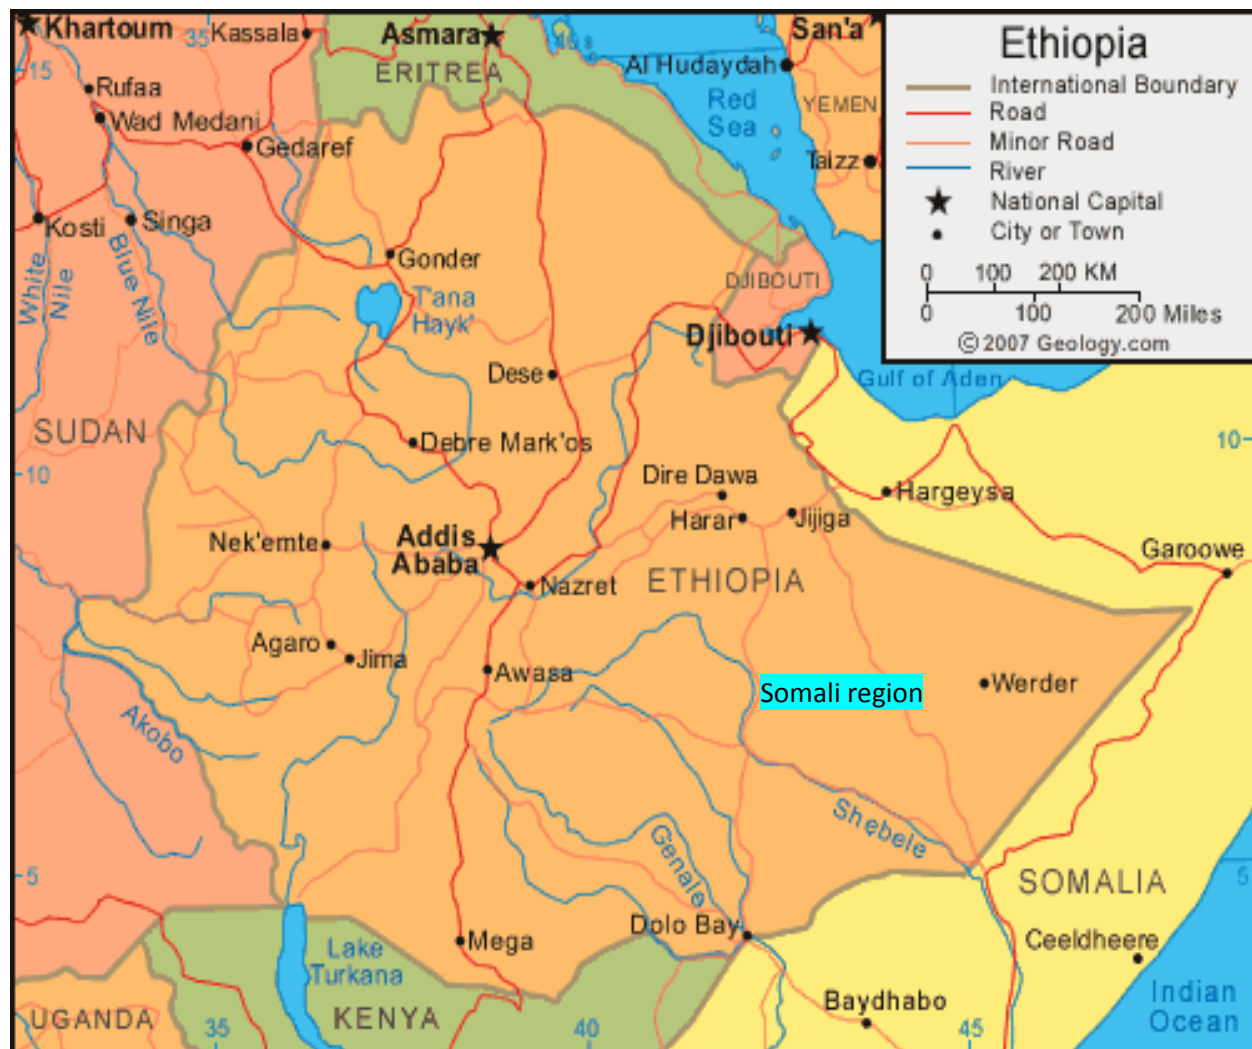 Khartoum
35
Kassala
Asmara
ERITREA
San'a
15
Rufaa
Al Hudaydah
Red
Sea
YEMEN
Wad Medani
Gedaref
Taizz
Ethiopia
International Boundary
Road
Minor Road
River
National Capital
City or Town
0 100 200 KM
0 100 200 Miles
© 2007 Geology.com
Kosti
Singa
White
Nile
Blue Nile
Gonder
T'ana
Hayk'
DJIBOUTI
Djibouti
Gulf of Aden
Dese
SUDAN
Debre Mark'os
10
10
Dire Dawa
Hargeysa
Harar
Jijiga
Nek'emte
Addis
Ababa
Garoowe
Nazret
ETHIOPIA
Agaro
Jima
Awasa
Somali region
Werder
Akobo
Shebele
Genale
5
5
SOMALIA
Dolo Bay
Mega
Ceeldheere
Lake
Turkana
Baydhabo
Indian
Ocean
UGANDA
35
KENYA
40
45